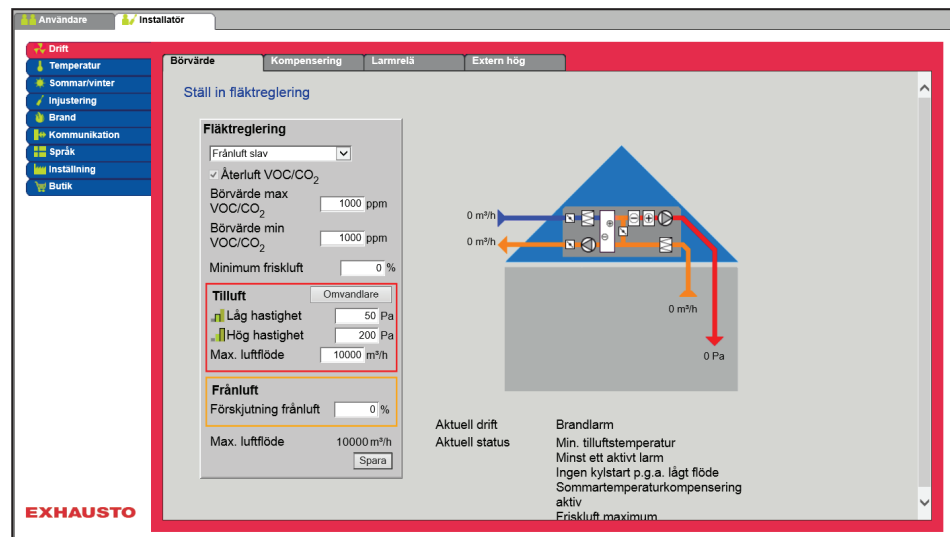 Användare
Installatör
Drift
Temperatur
Sommar/vinter
Injustering
Brand
Kommunikation
Språk
Inställning
Butik
EXHAUSTO
Börvärde
Kompensering
Larmrelä
Extern hög
Ställ in fläktreglering
Fläktreglering
Frånluft slav
Återluft VOC/CO2
Börvärde max
VOC/CO2
1000 ppm
Börvärde min
VOC/CO2
1000 ppm
Minimum friskluft 0 %
Tilluft Omvandlare
Låg hastighet 50 Pa
Hög hastighet 200 Pa
Max. luftflöde 10000 m³/h
Frånluft
Förskjutning frånluft 0 %
Max. luftflöde 10000 m³/h
Spara
0 m³/h
0 m³/h
0 m³/h
0 Pa
Aktuell drift Brandlarm
Aktuell status Min. tilluftstemperatur
Minst ett aktivt larm
Ingen kylstart p.g.a. lågt flöde
Sommartemperaturkompensering
aktiv
Friskluft maximum